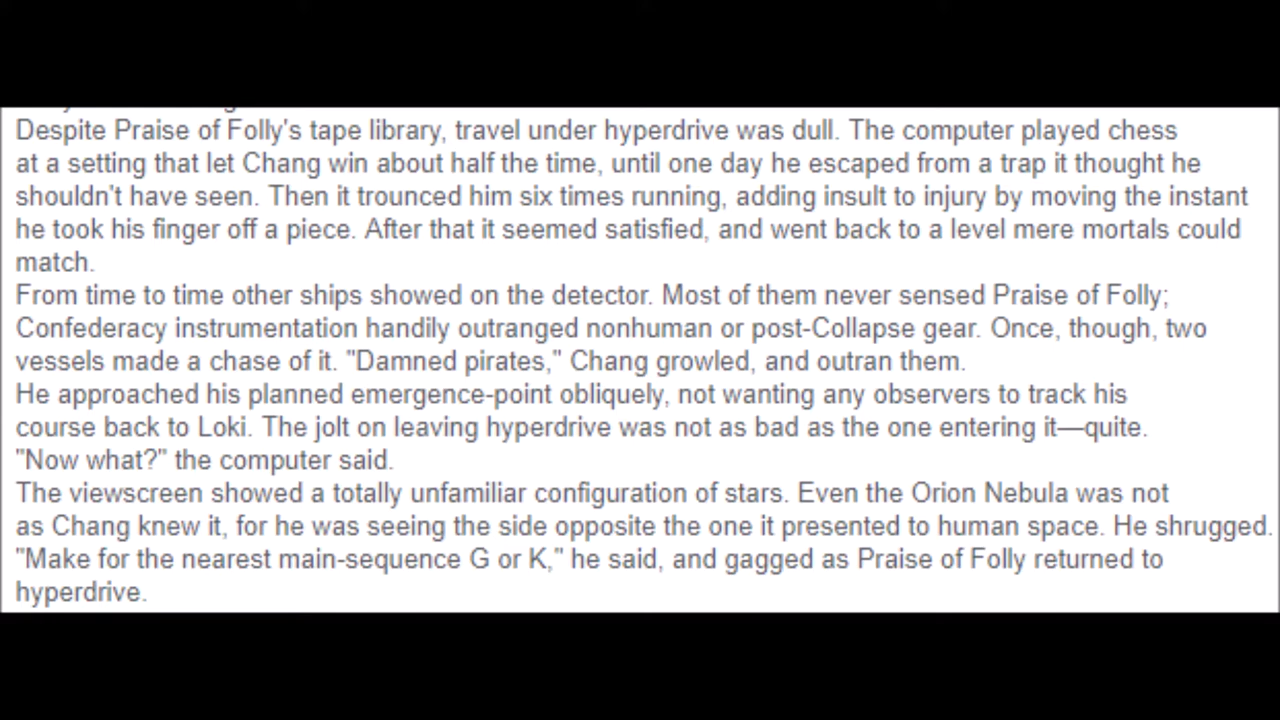 Despite Praise of Folly's tape library, travel under hyperdrive was dull. The computer played chess
at a setting that let Chang win about half the time, until one day he escaped from a trap it thought he
shouldn't have seen. Then it trounced him six times running, adding insult to injury by moving the instant
he took his finger off a piece. After that it seemed satisfied, and went back to a level mere mortals could
match.
From time to time other ships showed on the detector. Most of them never sensed Praise of Folly;
Confederacy instrumentation handily outranged nonhuman or post-Collapse gear. Once, though, two
vessels made a chase of it. "Damned pirates," Chang growled, and outran them.
He approached his planned emergence-point obliquely, not wanting any observers to track his
course back to Loki. The jolt on leaving hyperdrive was not as bad as the one entering it—quite.
"Now what?" the computer said.
The viewscreen showed a totally unfamiliar configuration of stars. Even the Orion Nebula was not
as Chang knew it, for he was seeing the side opposite the one it presented to human space. He shrugged.
"Make for the nearest main-sequence G or K," he said, and gagged as Praise of Folly returned to
hyperdrive.